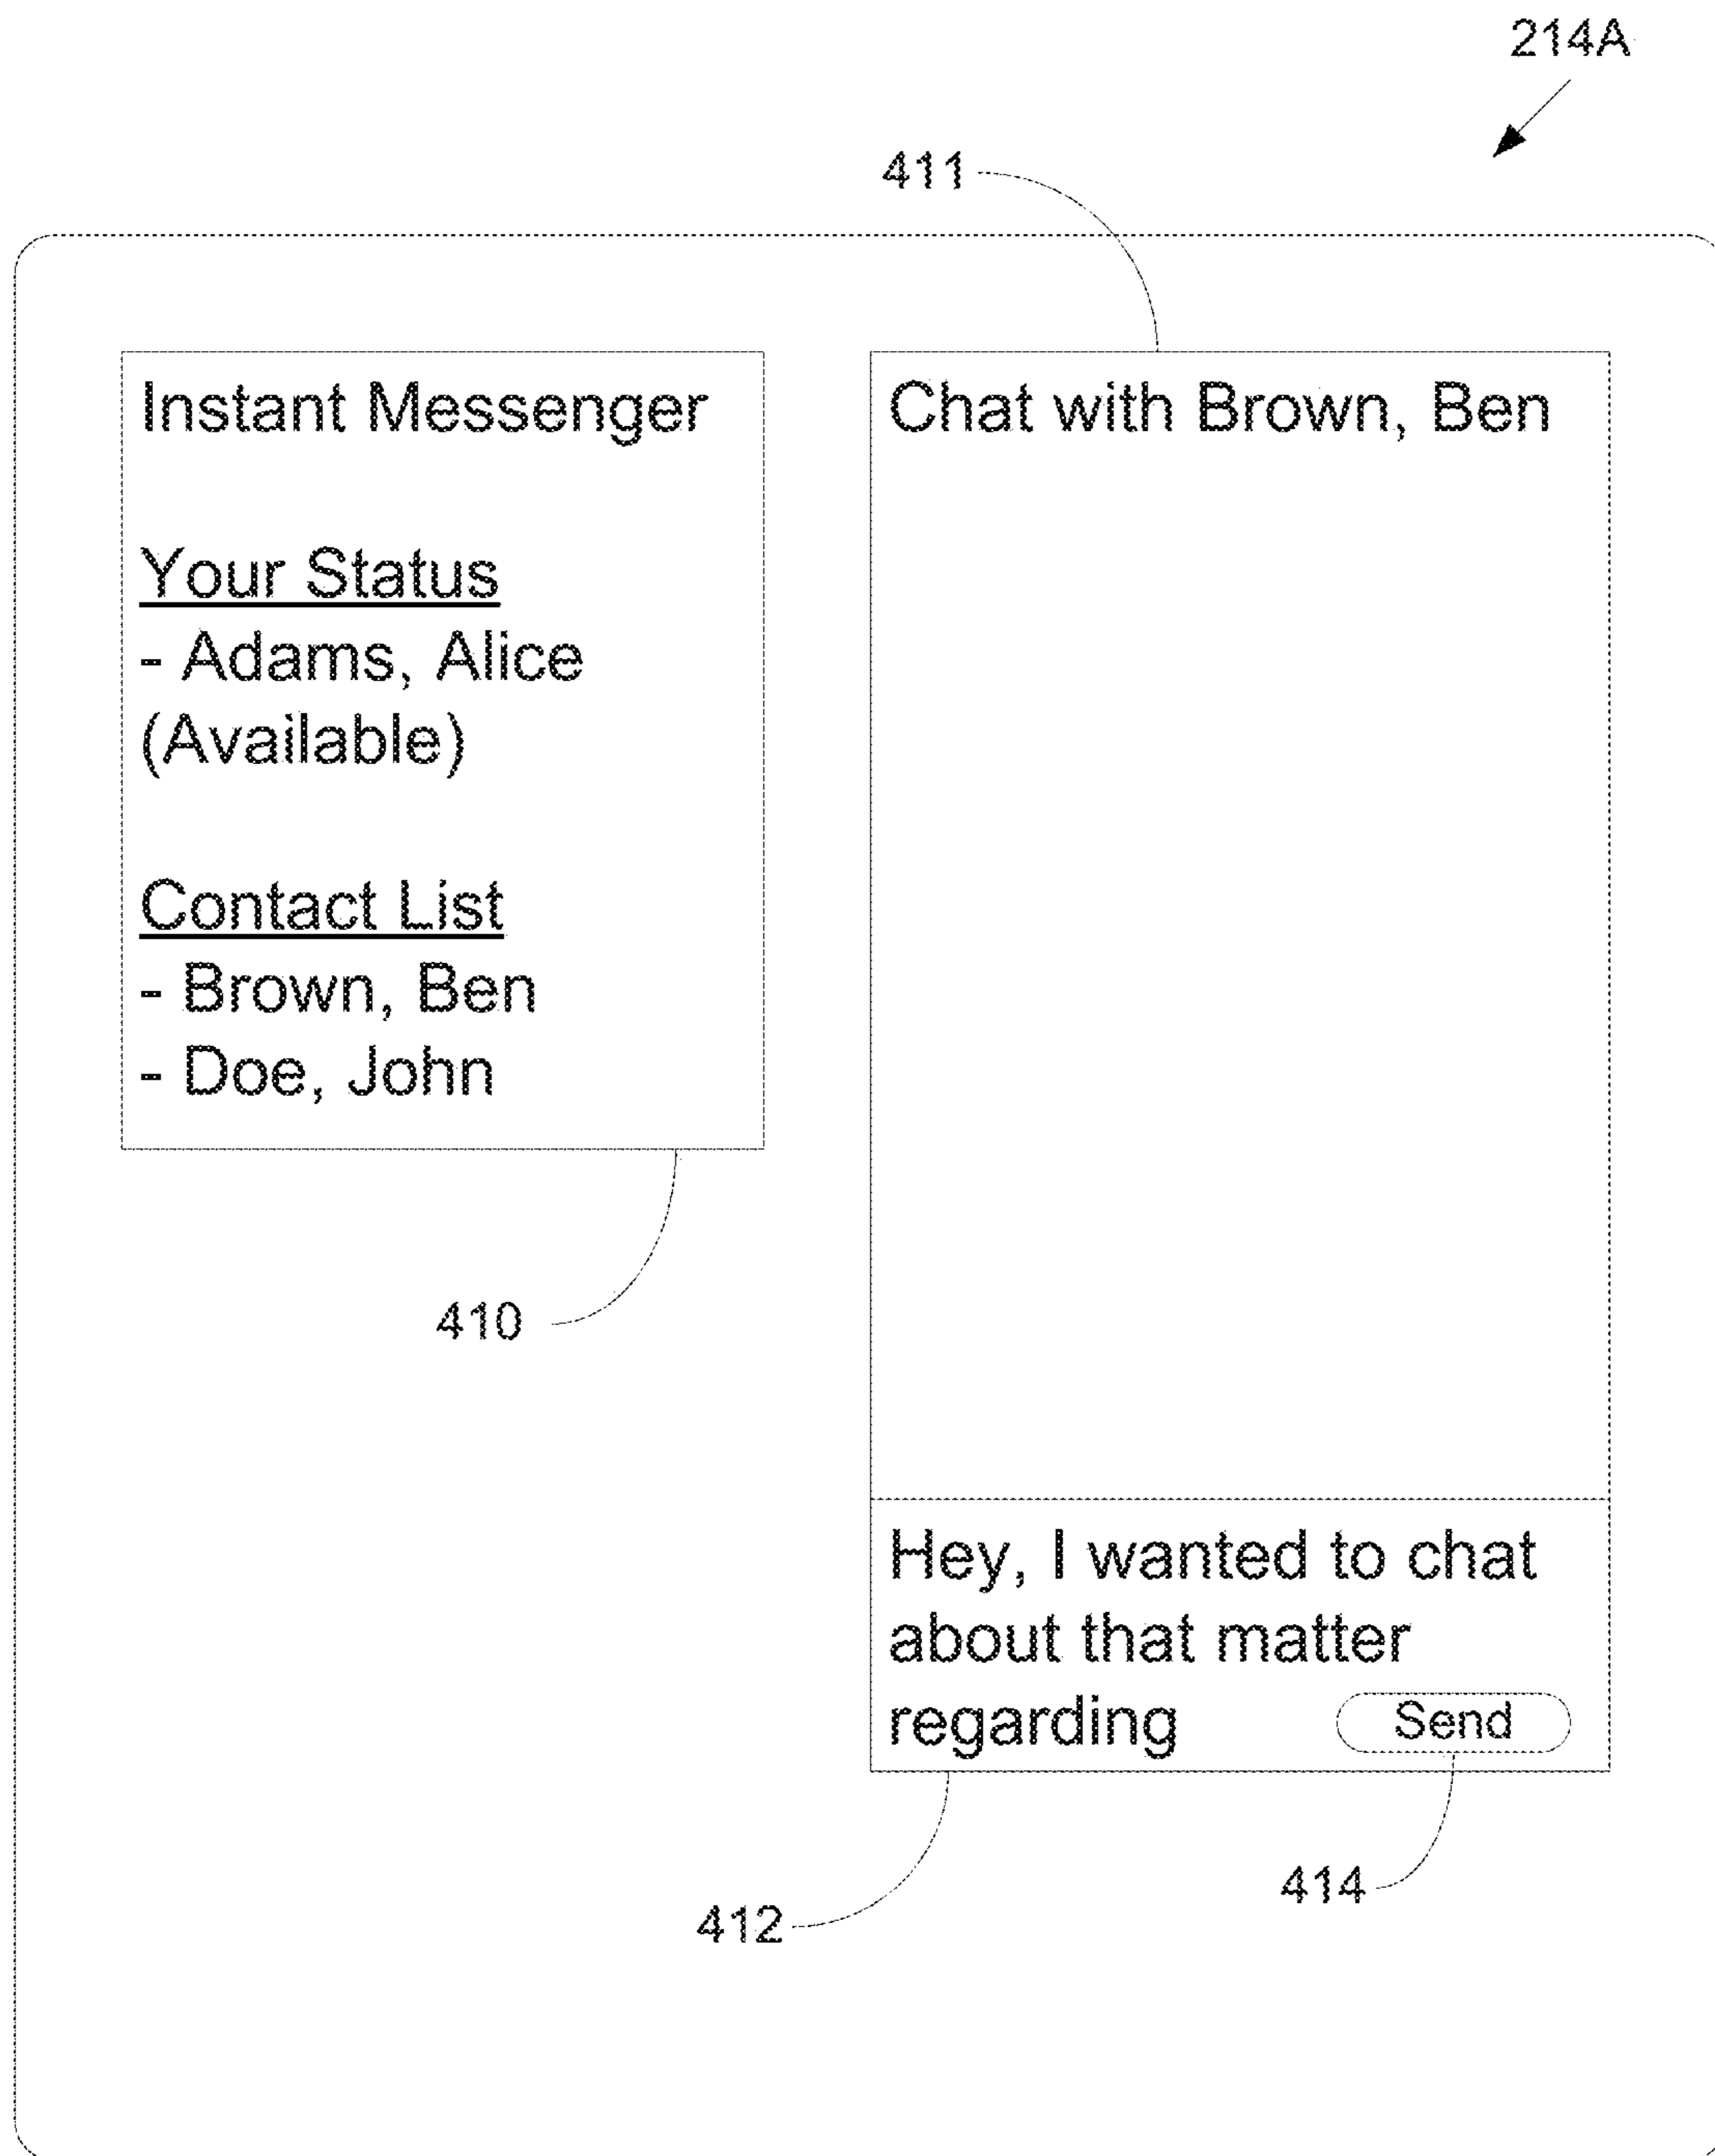 214A
411
Instant Messenger
Your Status
- Adams, Alice
(Available)
Contact List
- Brown, Ben
- Doe, John
410
Chat with Brown, Ben
Hey, I wanted to chat
about that matter
regarding
Send
412
414